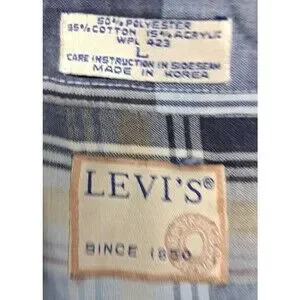 50% POLYESTER
35% COTTON 15% ACRYLIC
WPL 423
L
CARE INSTRUCTION IN SIDESEAM
MADE IN KOREA
LEVI'S®
SINCE 1850